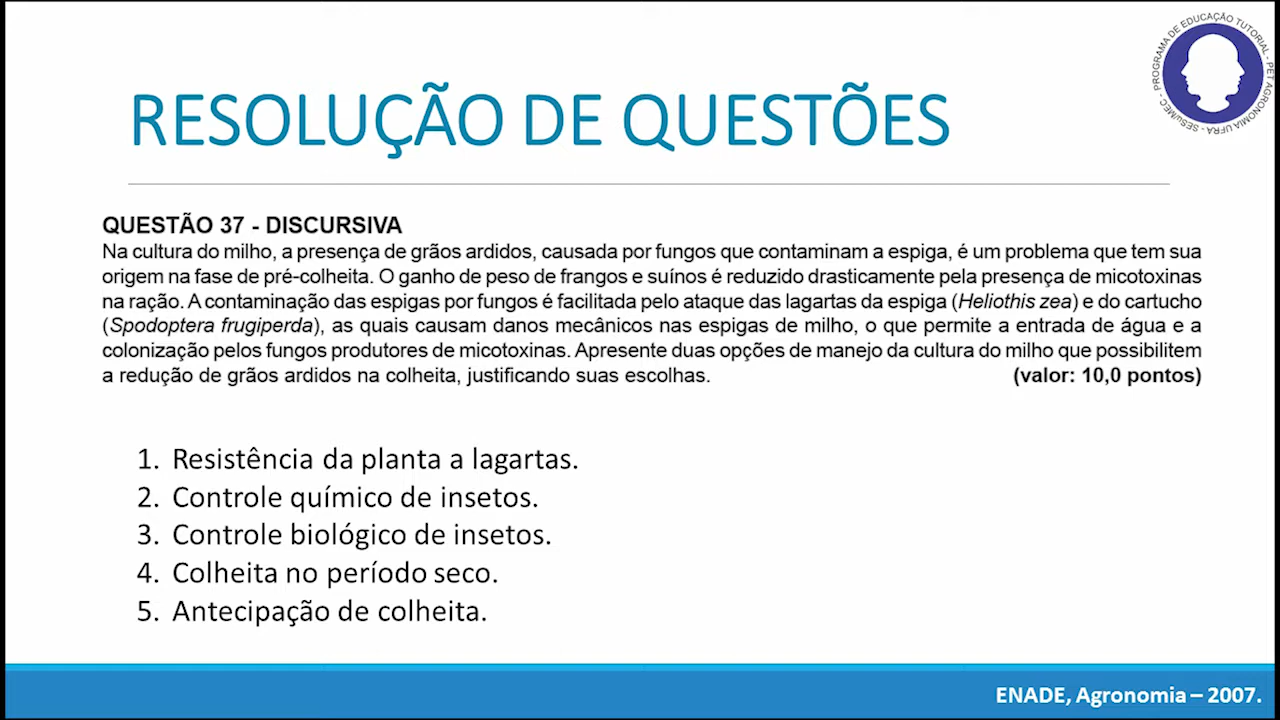 PROGRAMA DE EDUCAÇÃO TUTORIAL - PET AGRONOMIA UFRA - SESU/MEC
RESOLUÇÃO DE QUESTÕES
QUESTÃO 37 - DISCURSIVA
Na cultura do milho, a presença de grãos ardidos, causada por fungos que contaminam a espiga, é um problema que tem sua
origem na fase de pré-colheita. O ganho de peso de frangos e suínos é reduzido drasticamente pela presença de micotoxinas
na ração. A contaminação das espigas por fungos é facilitada pelo ataque das lagartas da espiga (Heliothis zea) e do cartucho
(Spodoptera frugiperda), as quais causam danos mecânicos nas espigas de milho, o que permite a entrada de água e a
colonização pelos fungos produtores de micotoxinas. Apresente duas opções de manejo da cultura do milho que possibilitem
a redução de grãos ardidos na colheita, justificando suas escolhas. (valor: 10,0 pontos)
1. Resistência da planta a lagartas.
2. Controle químico de insetos.
3. Controle biológico de insetos.
4. Colheita no período seco.
5. Antecipação de colheita.
ENADE, Agronomia – 2007.